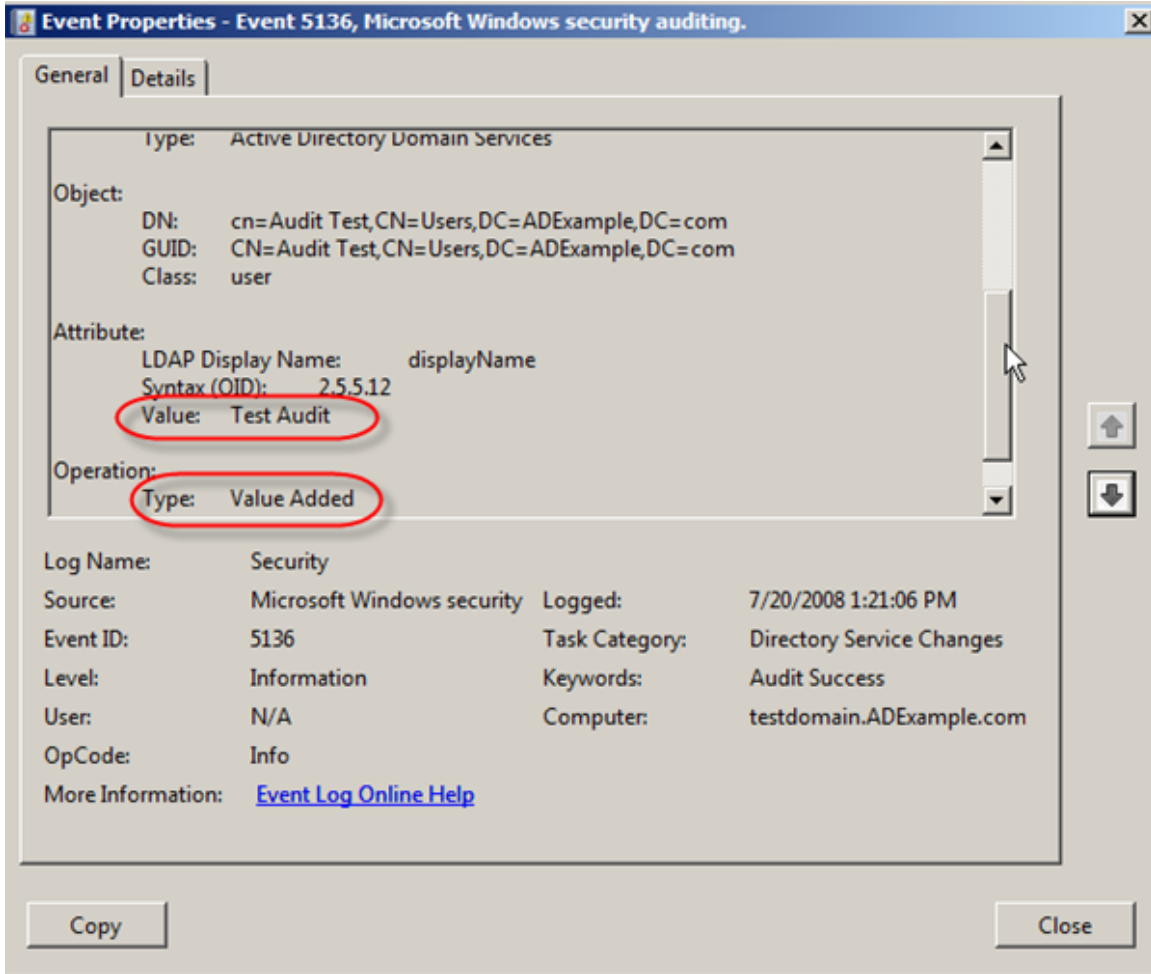 Event Properties - Event 5136, Microsoft Windows security auditing.
General Details
Type: Active Directory Domain Services
Object:
DN: cn=Audit Test,CN=Users,DC=ADExample,DC=com
GUID: CN=Audit Test,CN=Users,DC=ADExample,DC=com
Class: user
Attribute:
LDAP Display Name: displayName
Syntax (OID): 2.5.5.12
Value: Test Audit
Operation:
Type: Value Added
Log Name: Security
Source: Microsoft Windows security Logged: 7/20/2008 1:21:06 PM
Event ID: 5136 Task Category: Directory Service Changes
Level: Information Keywords: Audit Success
User: N/A Computer: testdomain.ADExample.com
OpCode: Info
More Information: Event Log Online Help
Copy Close